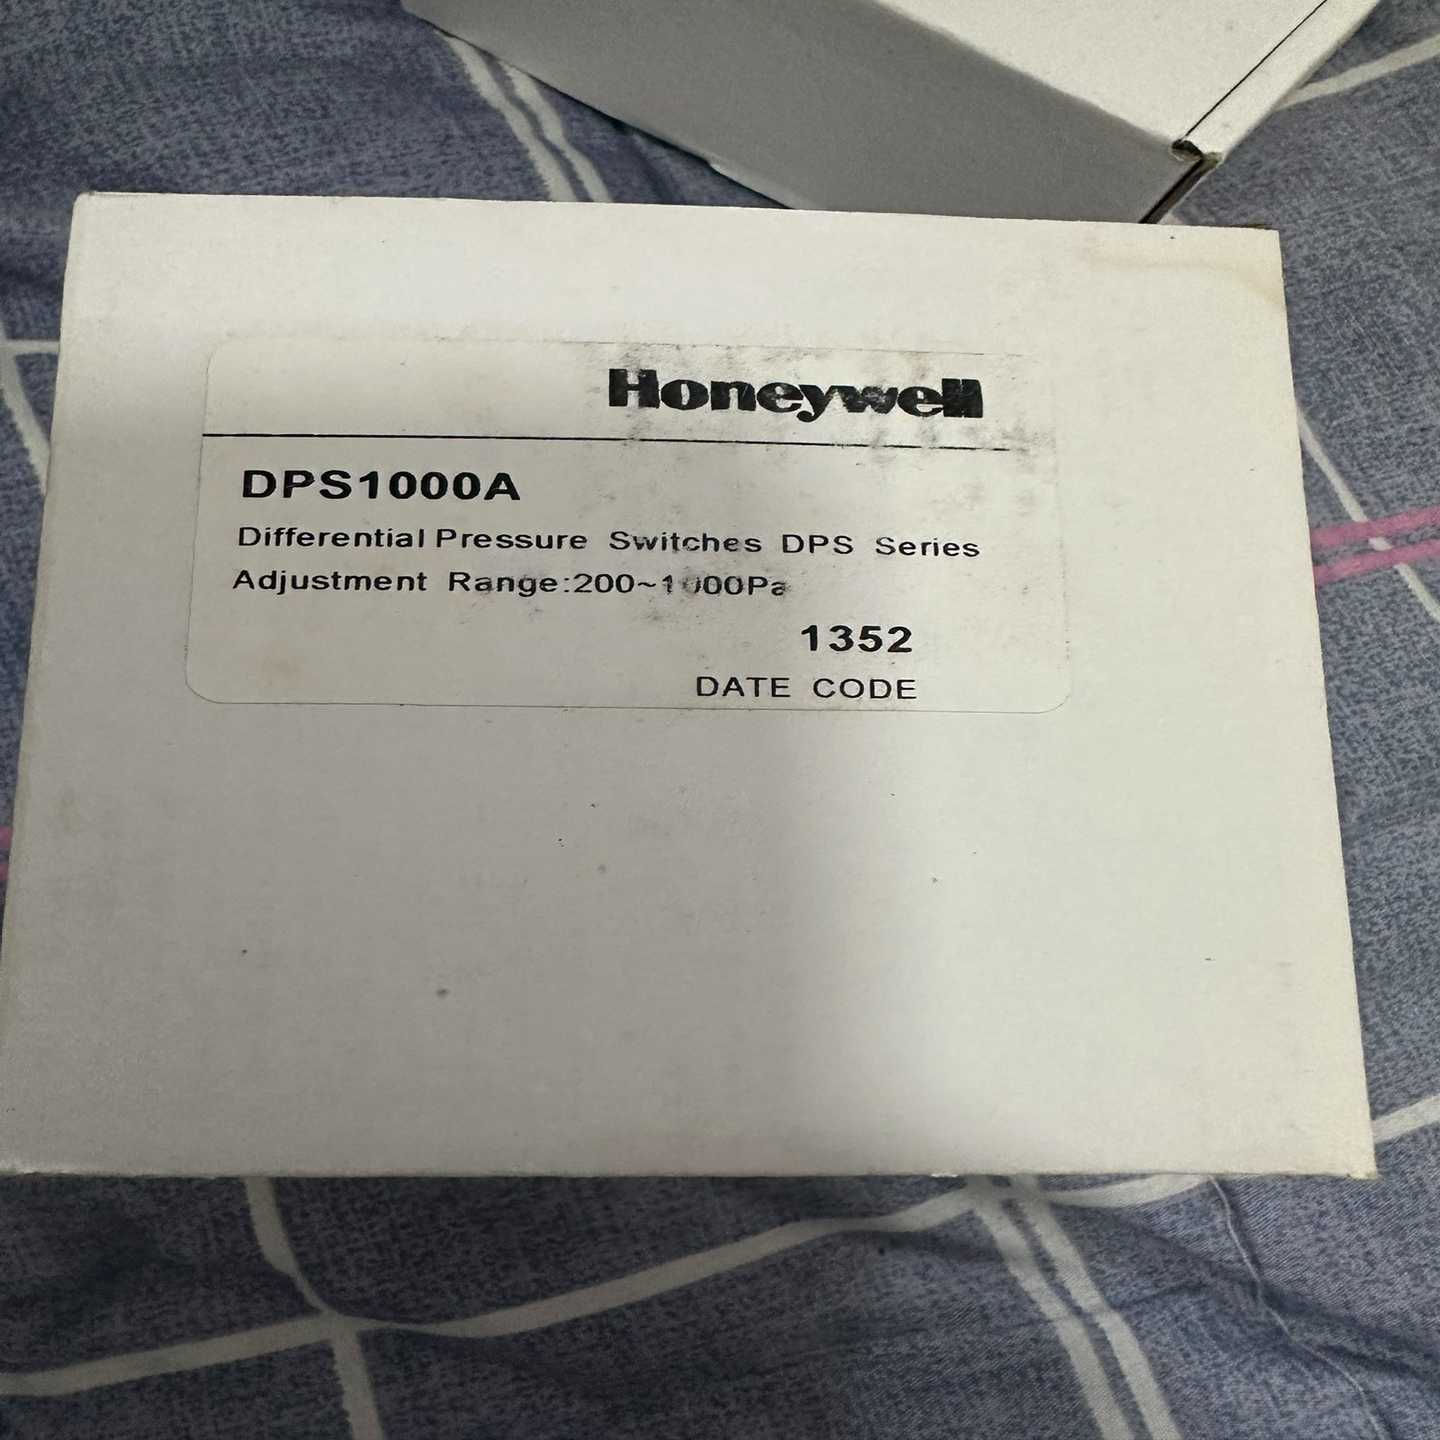 Honeywell
DPS1000A
Differential Pressure Switches DPS Series
Adjustment Range:200~1000Pa
1352
DATE CODE